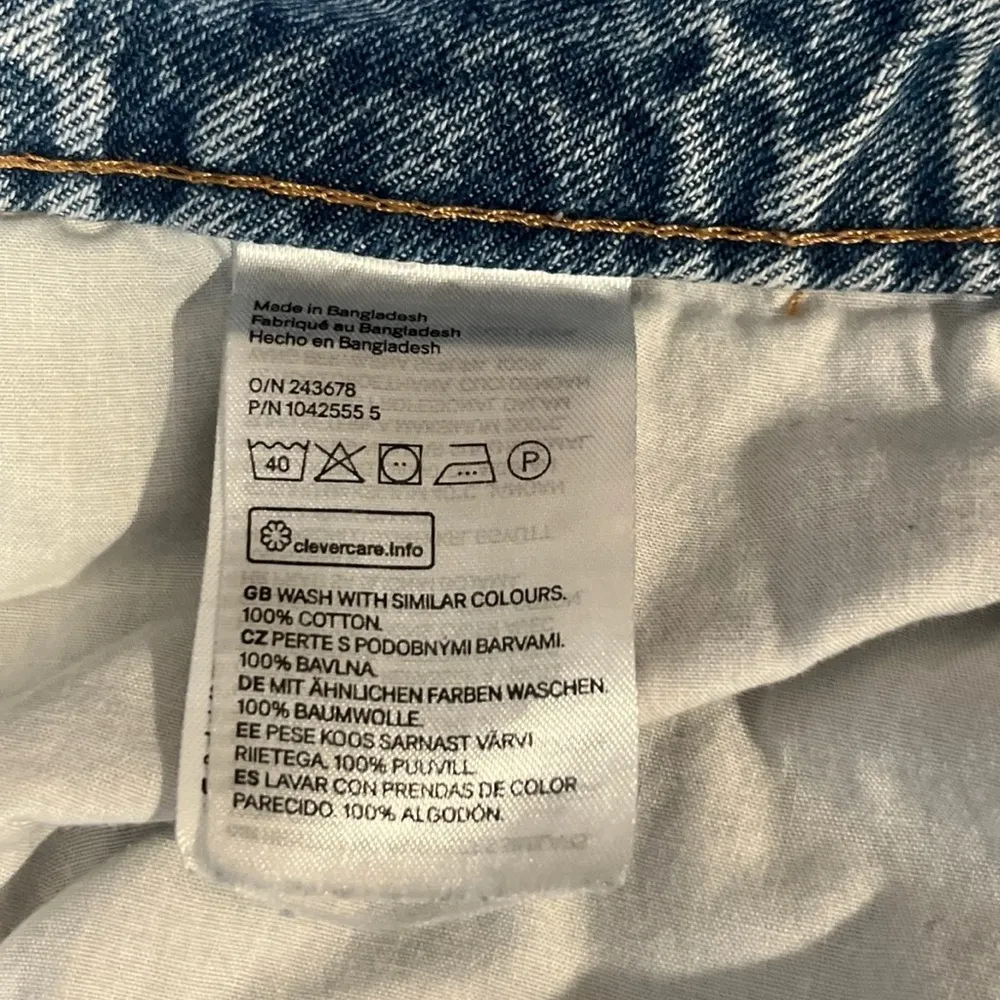 Made in Bangladesh
Fabriqué au Bangladesh
Hecho en Bangladesh
O/N 243678
P/N 1042555 5
40 P
clevercare.info
GB WASH WITH SIMILAR COLOURS.
100% COTTON.
CZ PERTE S PODOBNÝMI BARVAMI.
100% BAVLNA
DE MIT ÄHNLICHEN FARBEN WASCHEN.
100% BAUMWOLLE
EE PESE KOOS SARNAST VÄRVI
RIIETEGA. 100% PUUVILL
ES LAVAR CON PRENDAS DE COLOR
PARECIDO. 100% ALGODÓN.